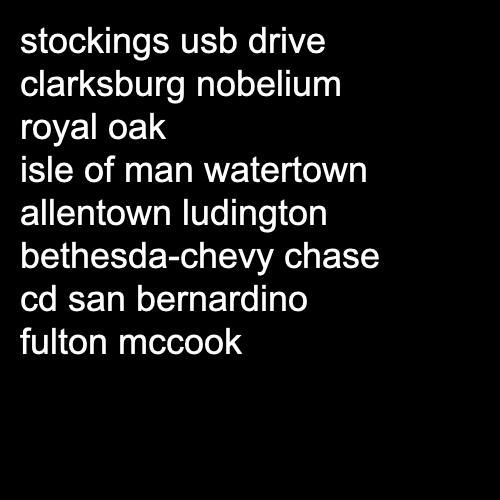 stockings usb drive
clarksburg nobelium
royal oak
isle of man watertown
allentown ludington
bethesda-chevy chase
cd san bernardino
fulton mccook